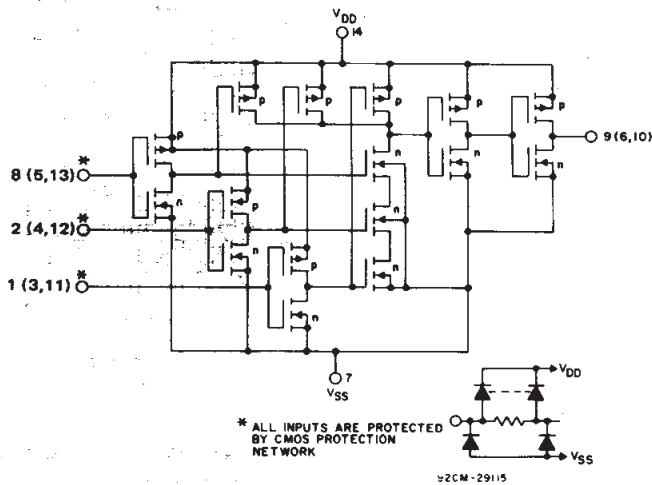 VDD
14
p
p
p
p
p
p
n
n
n
8 (5,13)
*
9 (6,10)
n
p
2 (4,12)
*
n
n
p
1 (3,11)
*
n
n
7
VSS
VDD
* ALL INPUTS ARE PROTECTED
BY CMOS PROTECTION
NETWORK
VSS
92CM-29115